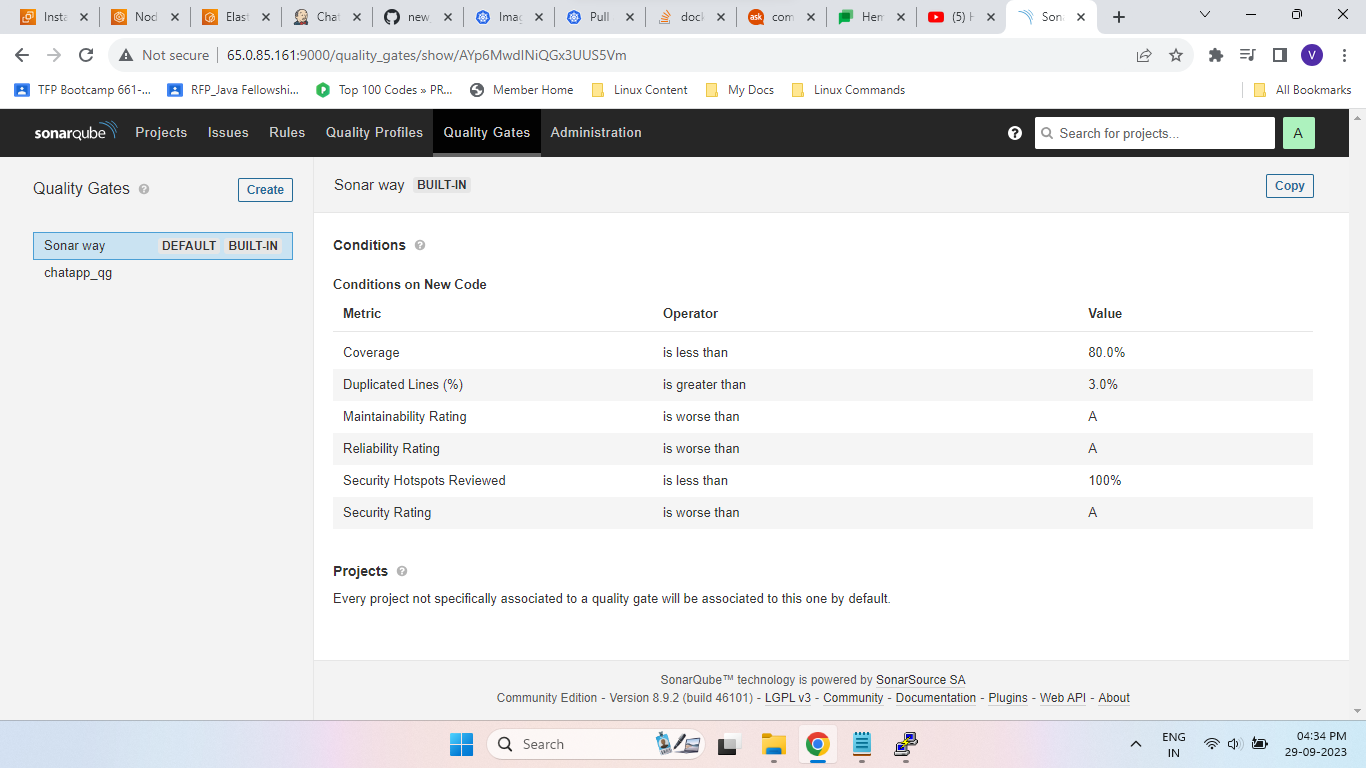 Insta
Nod
Elast
Chat
new_
Imag
Pull
dock
ask
com
Hem
(5) H
Son
Not secure
65.0.85.161:9000/quality_gates/show/AYp6MwdINiQGx3UUS5Vm
V
TFP Bootcamp 661-...
RFP_Java Fellowshi...
Top 100 Codes » PR...
Member Home
Linux Content
My Docs
Linux Commands
All Bookmarks
sonarqube
Projects
Issues
Rules
Quality Profiles
Quality Gates
Administration
?
Search for projects...
A
Quality Gates ?
Create
Sonar way DEFAULT BUILT-IN
chatapp_qg
Sonar way BUILT-IN
Copy
Conditions ?
Conditions on New Code
Metric Operator Value
Coverage is less than 80.0%
Duplicated Lines (%) is greater than 3.0%
Maintainability Rating is worse than A
Reliability Rating is worse than A
Security Hotspots Reviewed is less than 100%
Security Rating is worse than A
Projects ?
Every project not specifically associated to a quality gate will be associated to this one by default.
SonarQube™ technology is powered by SonarSource SA
Community Edition - Version 8.9.2 (build 46101) - LGPL v3 - Community - Documentation - Plugins - Web API - About
Search
ENG
IN
04:34 PM
29-09-2023